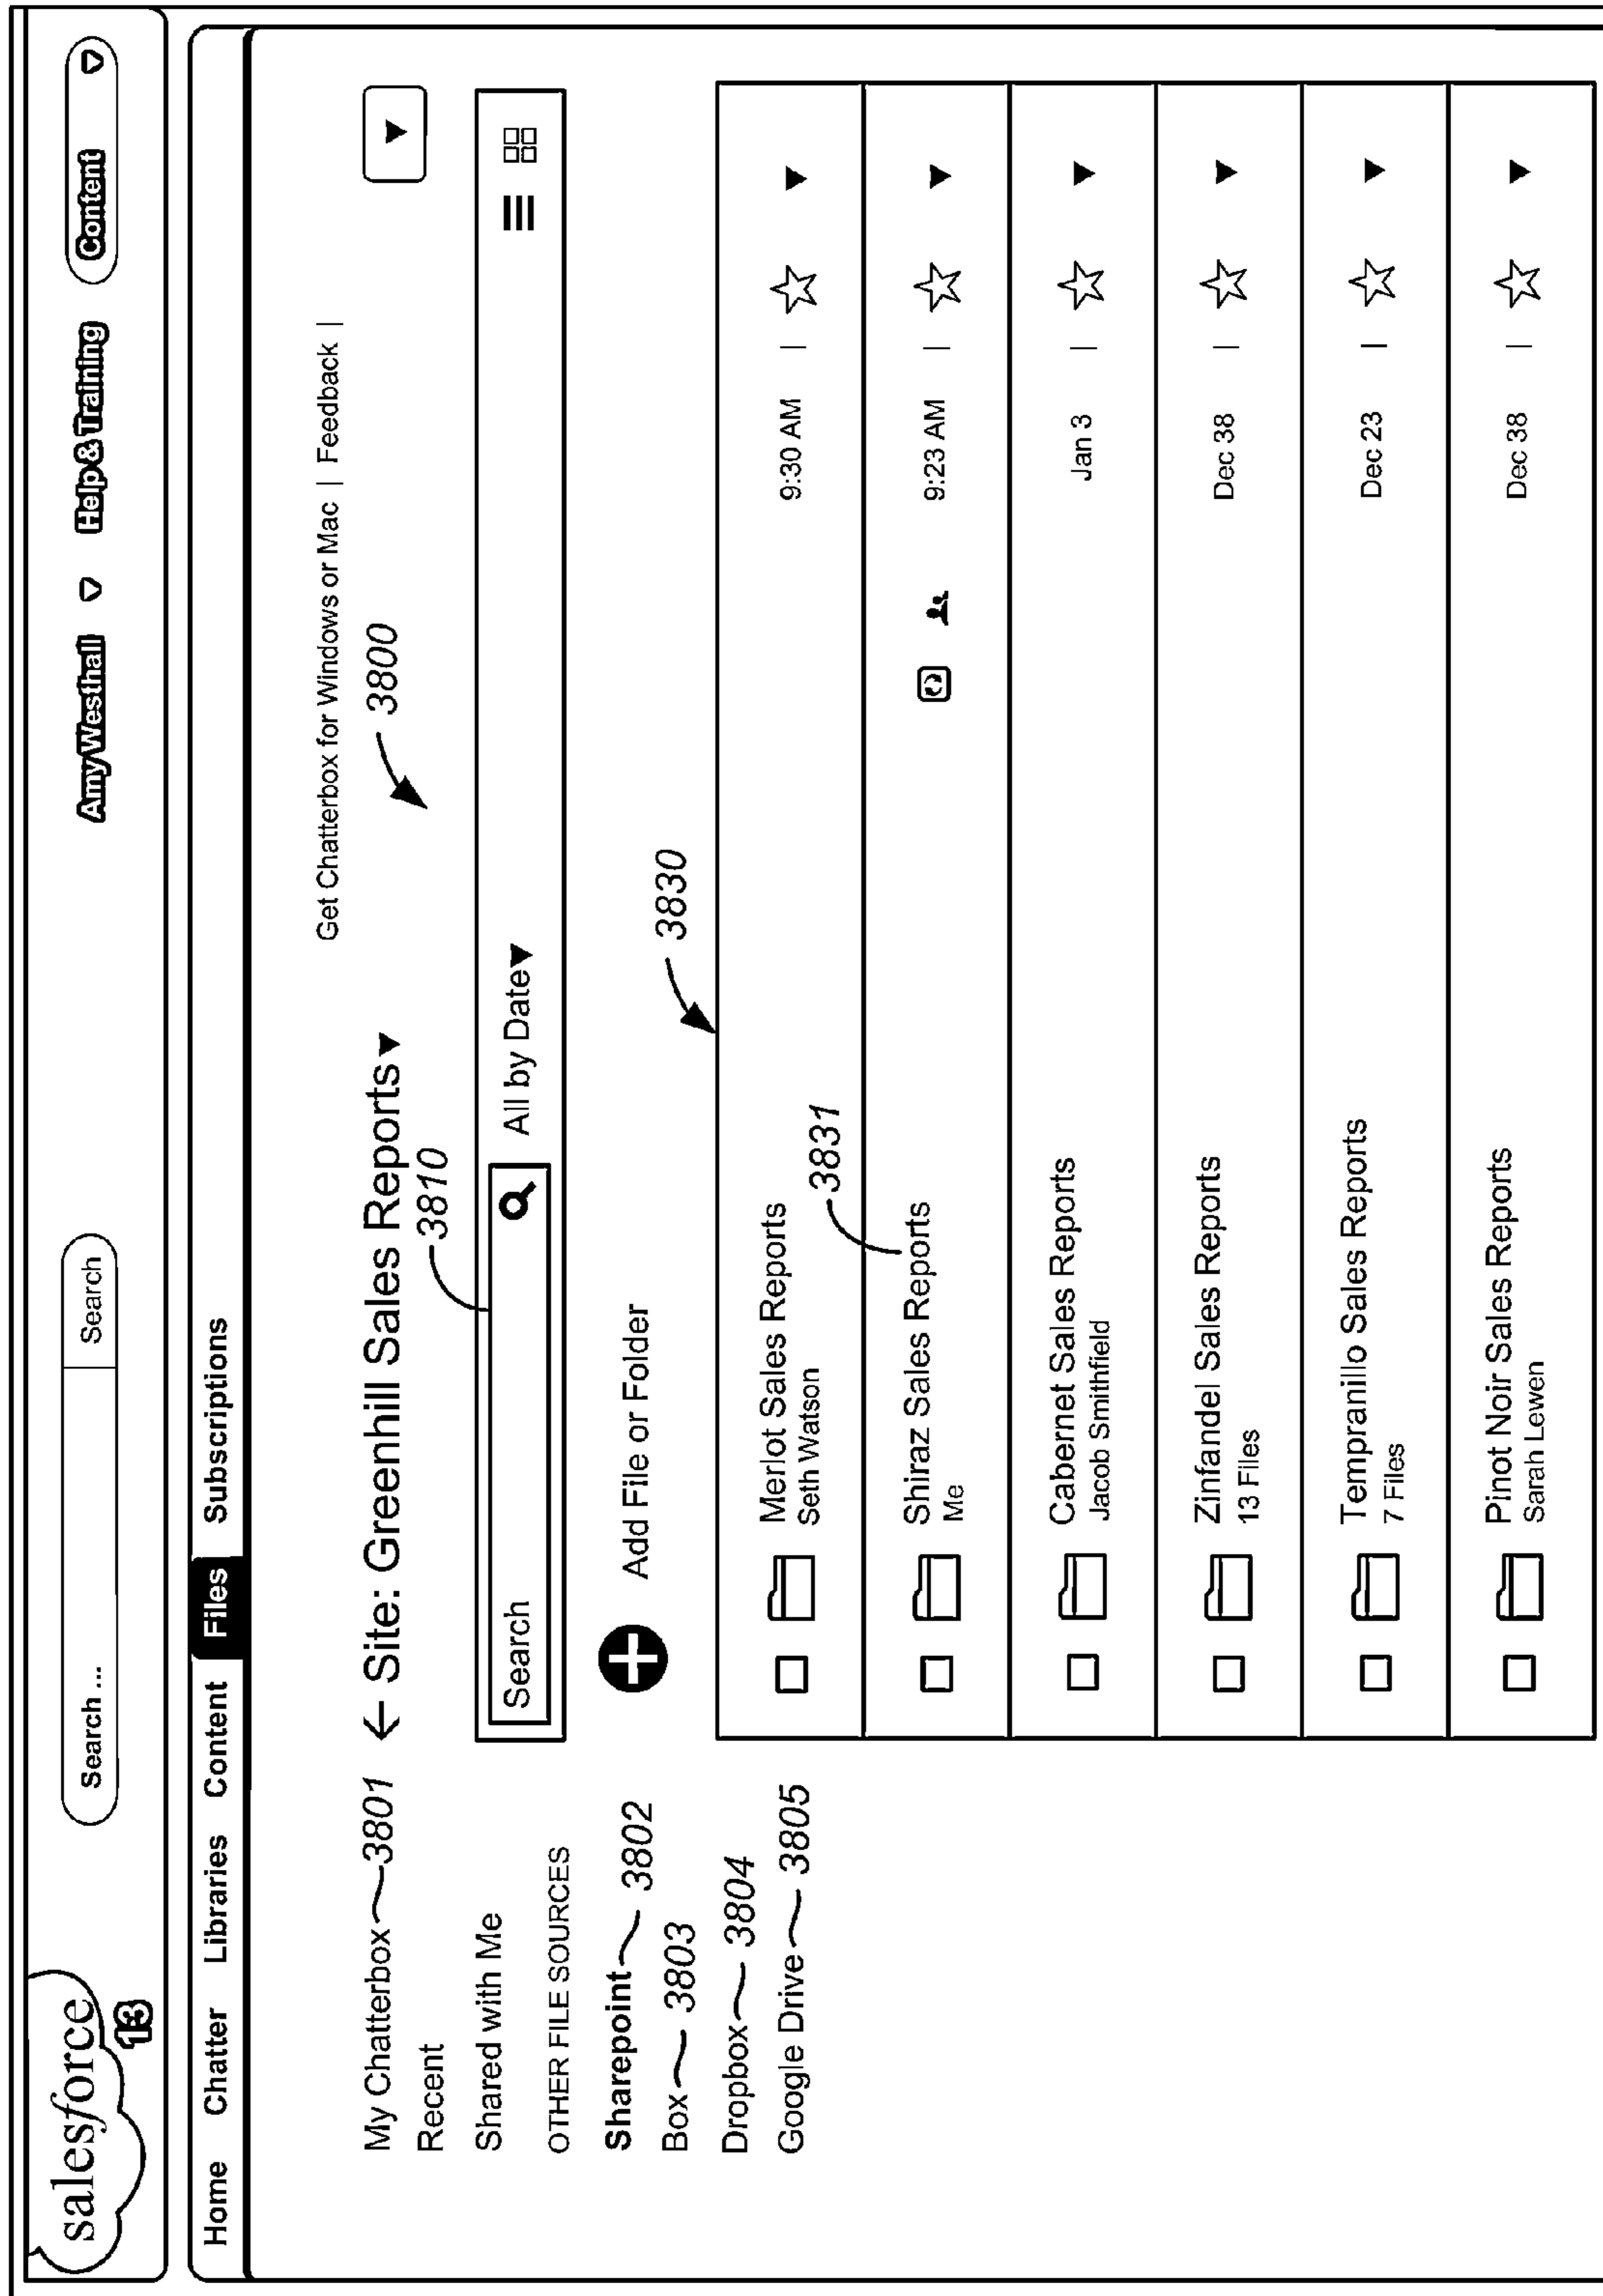 salesforce
13
Search ... Search
Amy Westhall Help & Training Content
Home Chatter Libraries Content Files Subscriptions
Get Chatterbox for Windows or Mac | Feedback |
My Chatterbox 3801
Recent
Shared with Me
OTHER FILE SOURCES
Sharepoint 3802
Box 3803
Dropbox 3804
Google Drive 3805
← Site: Greenhill Sales Reports
3800
3810
Search All by Date
Add File or Folder
3830
Merlot Sales Reports 9:30 AM |
Seth Watson
3831
Shiraz Sales Reports 9:23 AM |
Me
Cabernet Sales Reports Jan 3 |
Jacob Smithfield
Zinfandel Sales Reports Dec 38 |
13 Files
Tempranillo Sales Reports Dec 23 |
7 Files
Pinot Noir Sales Reports Dec 38 |
Sarah Lewen